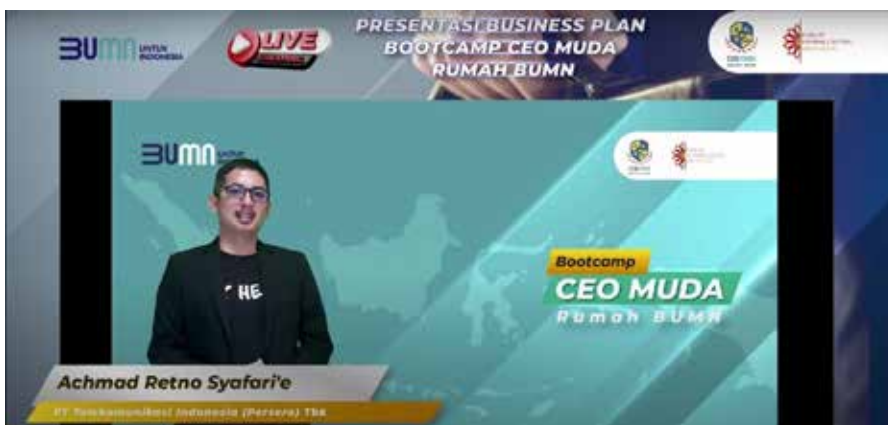 BUMN UNTUK INDONESIA
LIVE
PRESENTASI BUSINESS PLAN
BOOTCAMP CEO MUDA
RUMAH BUMN
BUMN
HE
Bootcamp
CEO MUDA
Rumah BUMN
Achmad Retno Syafari'e
PT Telekomunikasi Indonesia (Persero) Tbk